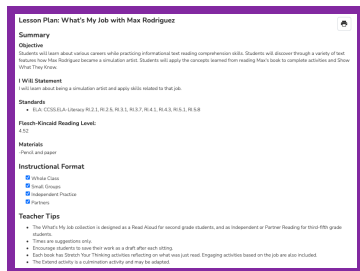 Lesson Plan: What's My Job with Max Rodriguez
Summary
Objective
Students will learn about various careers while practicing informational text reading comprehension skills. Students will discover through a variety of text
features how Max Rodriguez became a simulation artist. Students will apply the concepts learned from reading Max's book to complete activities and Show
What They Know.
I Will Statement
I will learn about being a simulation artist and apply skills related to that job.
Standards
• ELA: CCSS.ELA-Literacy RI.2.1, RI.2.5, RI.3.1, RI.3.7, RI.4.1, RI.4.3, RI.5.1, RI.5.8
Flesch-Kincaid Reading Level:
4.52
Materials
-Pencil and paper
Instructional Format
Whole Class
Small Groups
Independent Practice
Partners
Teacher Tips
• The What's My Job collection is designed as a Read Aloud for second grade students, and as Independent or Partner Reading for third-fifth grade
students.
• Times are suggestions only.
• Encourage students to save their work as a draft after each sitting.
• Each book has Stretch Your Thinking activities reflecting on what was just read. Engaging activities based on the job are also included.
• The Extend activity is a culmination activity and may be adapted.